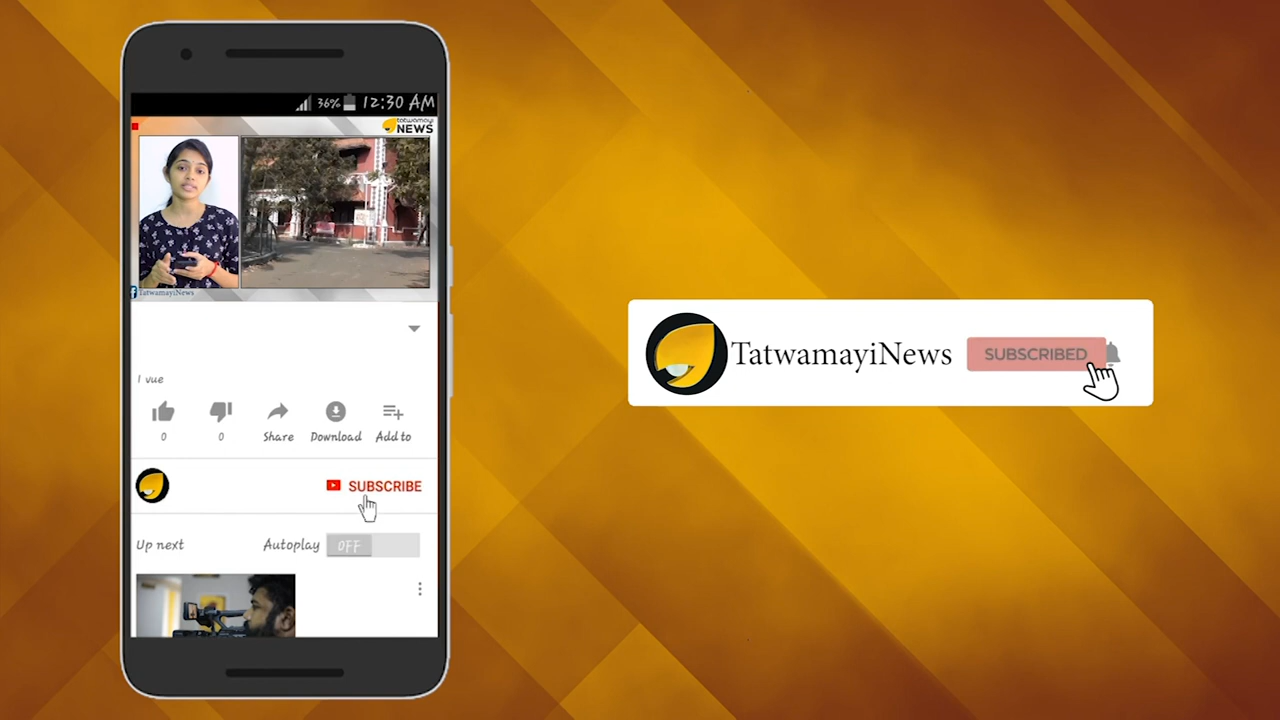 36% 12:30 AM
tatwamayi
NEWS
TatwamayiNews
1 vue
0
0
Share
Download
Add to
SUBSCRIBE
Up next
Autoplay
OFF
TatwamayiNews
SUBSCRIBED